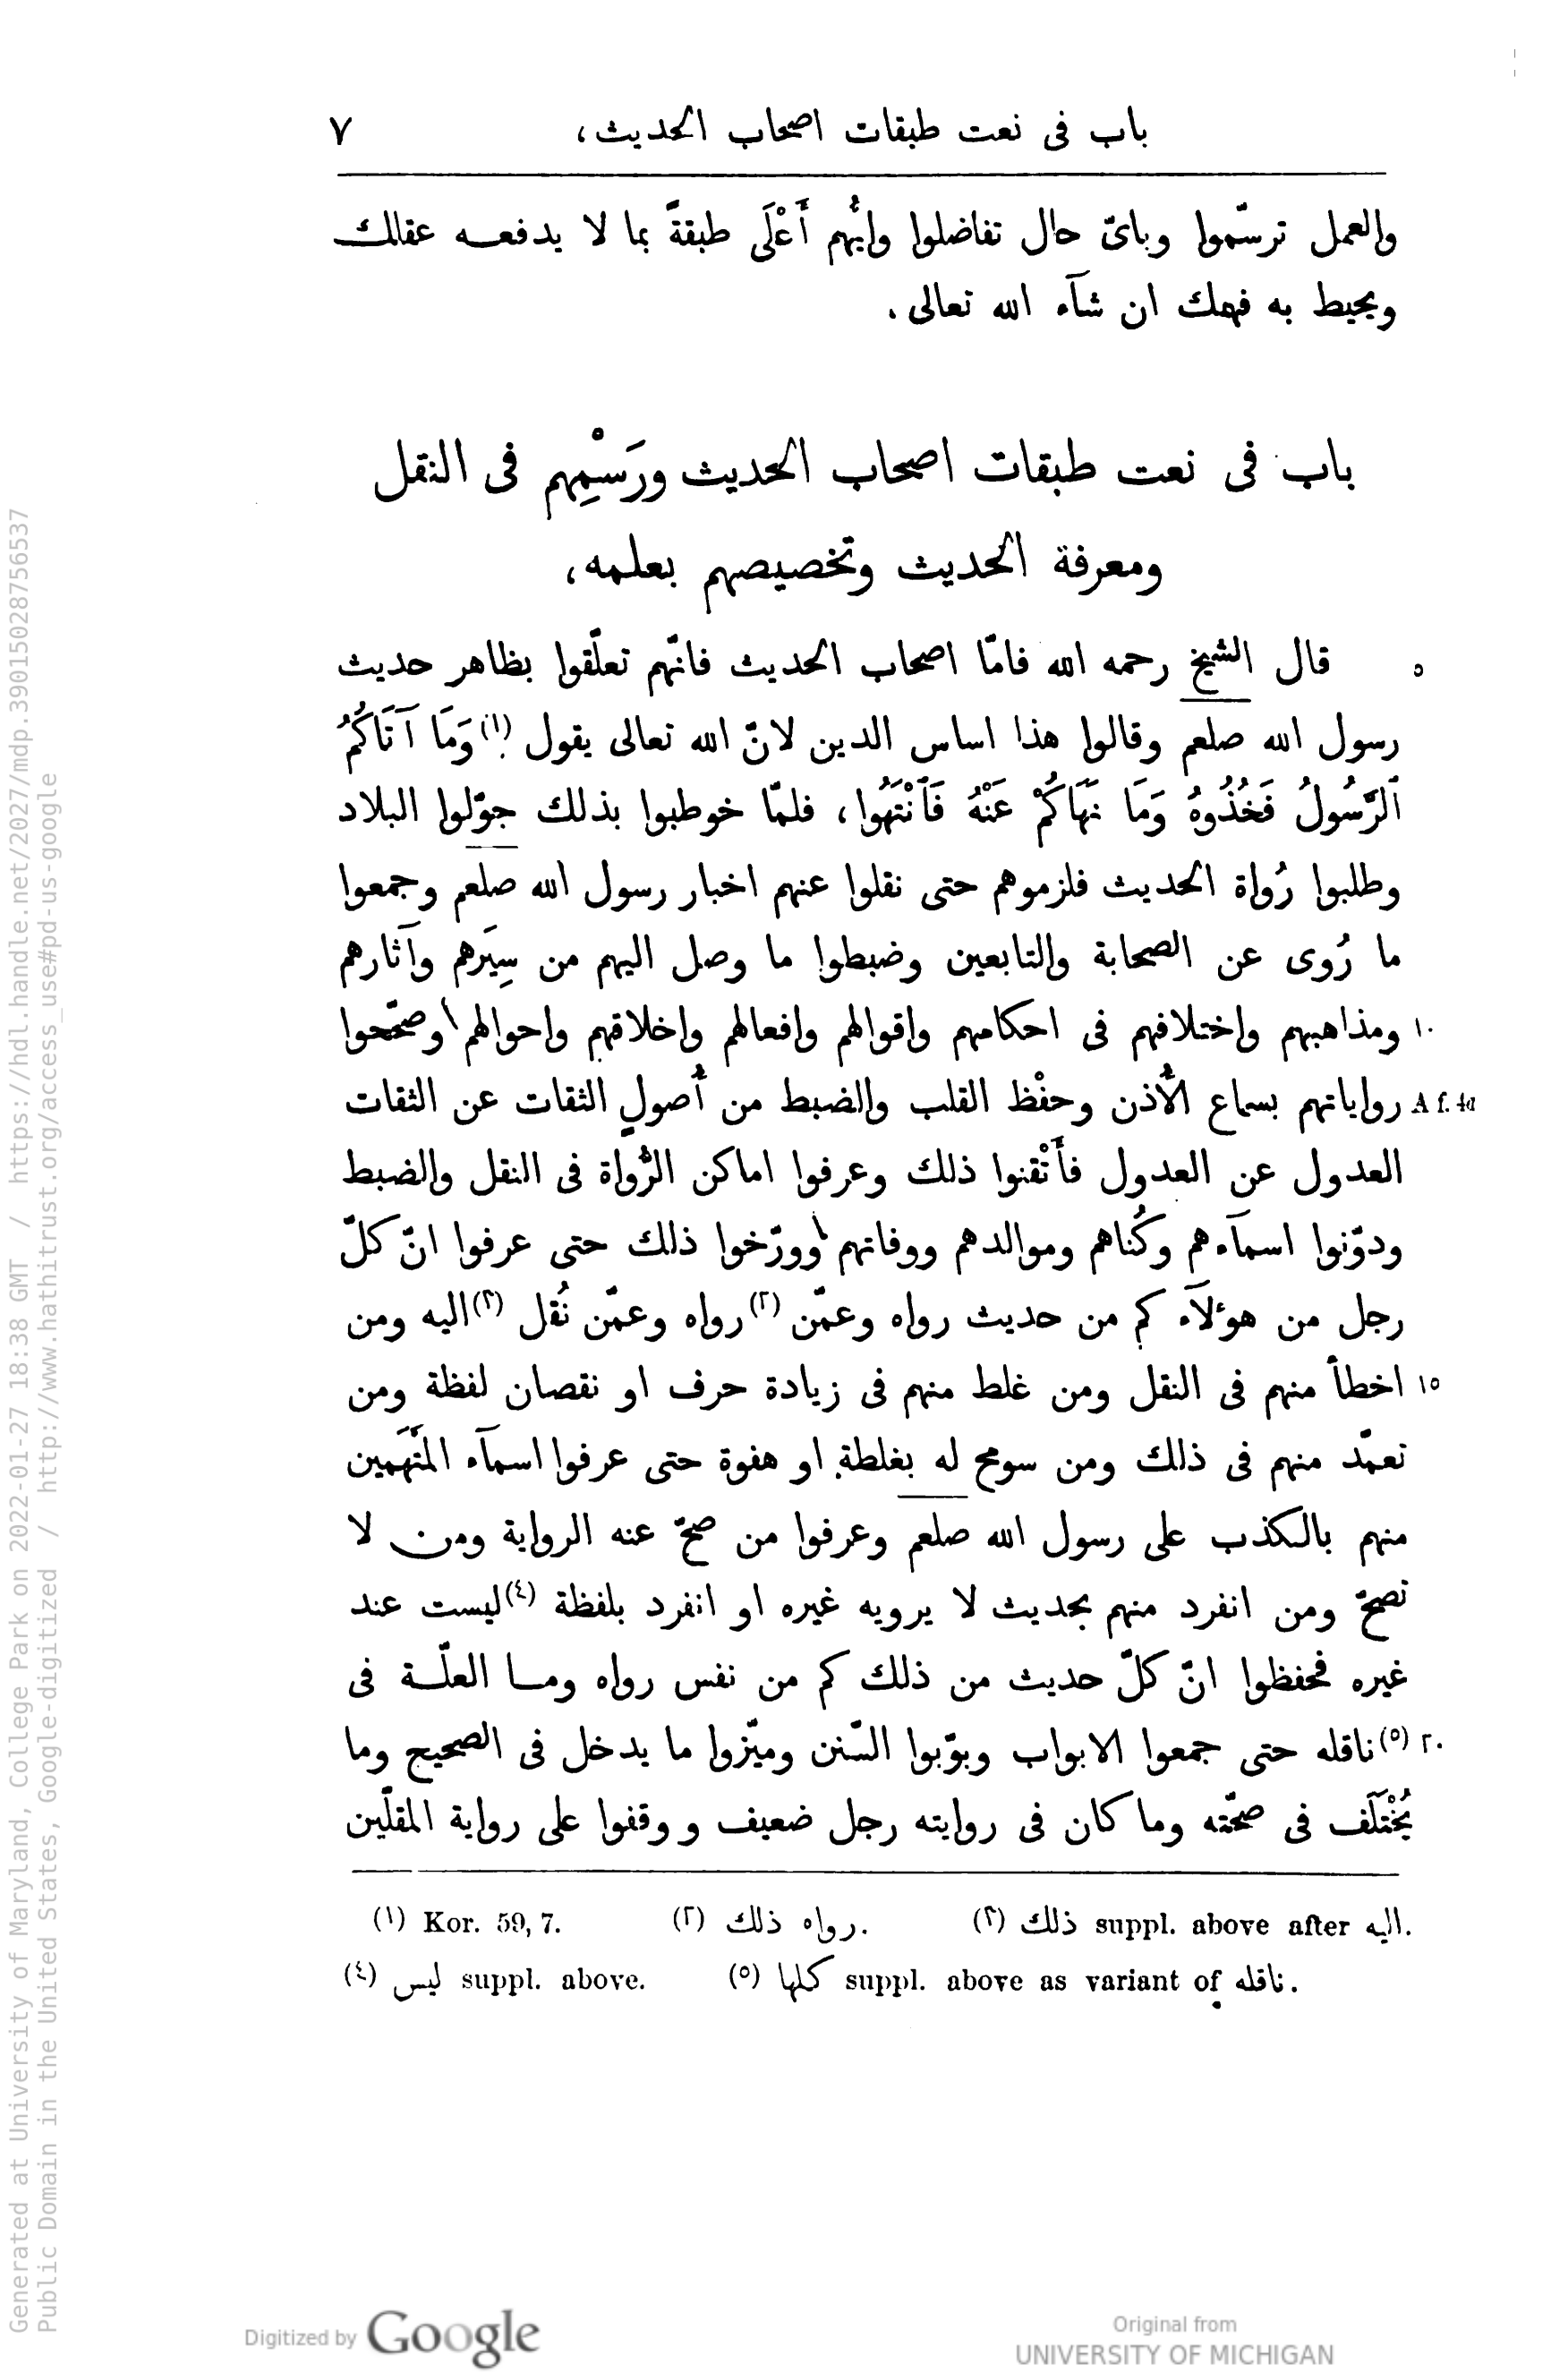 باب فى نعت طبقات اصحاب الحديث، ٧
والعمل ترسّموا وباىّ حال تفاضلوا وايُّهم أَعْلَى طبقةً بما لا يدفعه عقالك
ويحيط به فهمك ان شآء الله تعالى .
باب فى نعت طبقات اصحاب الحديث ورَسْمِهم فى النقل
ومعرفة الحديث وتخصيصهم بعلمه،
٥ قال الشيخ رحمه الله فامّا اصحاب الحديث فانّهم تعلّقوا بظاهر حديث
رسول الله صلعم وقالوا هذا اساس الدين لانّ الله تعالى يقول (١) وَمَا آتَاكُمُ
ٱلرَّسُولُ فَخُذُوهُ وَمَا نَهَاكُمْ عَنْهُ فَٱنْتَهُوا، فلمّا خوطبوا بذلك جوّلوا البلاد
وطلبوا رُواة الحديث فلزموهم حتى نقلوا عنهم اخبار رسول الله صلعم وجمعوا
ما رُوى عن الصحابة والتابعين وضبطوا ما وصل اليهم من سِيَرهم وآثارهم
١٠ ومذاهبهم واختلافهم فى احكامهم واقوالهم وافعالهم واخلاقهم واحوالهم وصحّحوا
A f. 4a رواياتهم بسماع الأُذن وحفْظ القلب والضبط من أُصولِ الثقات عن الثقات
العدول عن العدول فأَتْقنوا ذلك وعرفوا اماكن الرُّواة فى النقل والضبط
ودوّنوا اسمآءهم وكُناهم وموالدهم ووفاتهم وورّخوا ذلك حتى عرفوا انّ كلّ
رجل من هوٴلآء كم من حديث رواه وعمّن (٢) رواه وعمّن نُقل (٣) اليه ومن
١٥ اخطأ منهم فى النقل ومن غلط منهم فى زيادة حرف او نقصان لفظة ومن
تعمّد منهم فى ذلك ومن سومح له بغلطة او هفوة حتى عرفوا اسمآء المتّهَمين
منهم بالكذب على رسول الله صلعم وعرفوا من صحّ عنه الرواية ومن لا
تصحّ ومن انفرد منهم بحديث لا يرويه غيره او انفرد بلفظة (٤) ليست عند
غيره فحفظوا انّ كلّ حديث من ذلك كم من نفس رواه وما العلّة فى
٢٠ (٥) ناقله حتى جمعوا الابواب وبوّبوا السّنن وميّزوا ما يدخل فى الصحيح وما
يُخْتَلَف فى صحّته وما كان فى روايته رجل ضعيف و وقفوا على رواية المقلّين
(١) Kor. 59, 7. (٢) رواه ذلك. (٣) ذلك suppl. above after اليه.
(٤) ليس suppl. above. (٥) كلها suppl. above as variant of ناقله.
Generated at University of Maryland, College Park on 2022-01-27 18:38 GMT / https://hdl.handle.net/2027/mdp.39015028756537
Public Domain in the United States, Google-digitized / http://www.hathitrust.org/access_use#pd-us-google
Digitized by Google
Original from
UNIVERSITY OF MICHIGAN